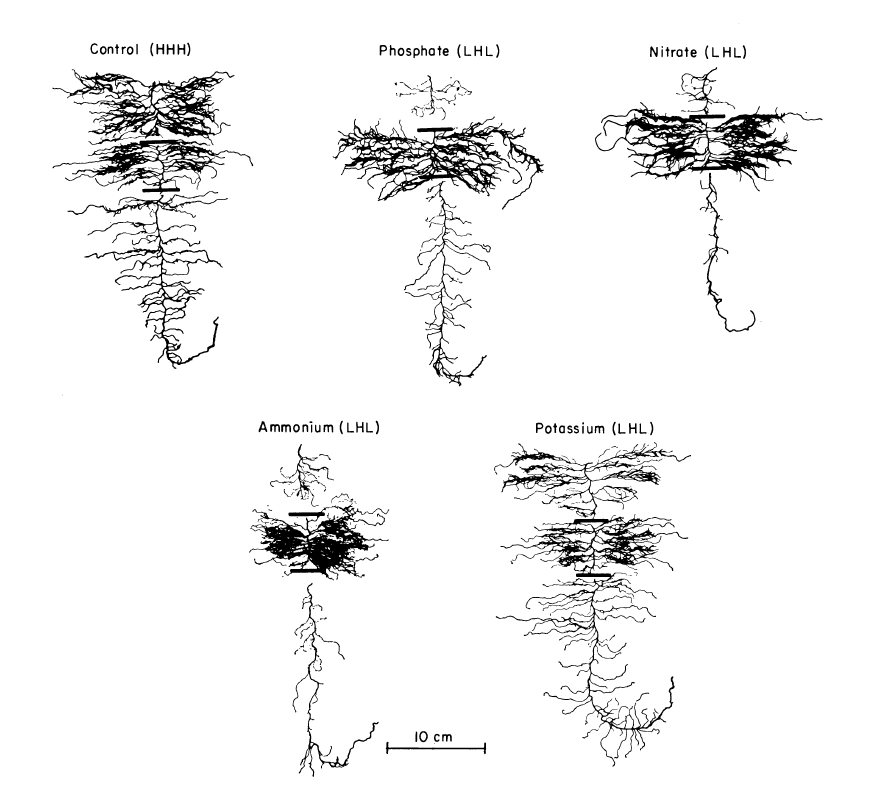 Control (HHH)
Phosphate (LHL)
Nitrate (LHL)
Ammonium (LHL)
Potassium (LHL)
10 cm